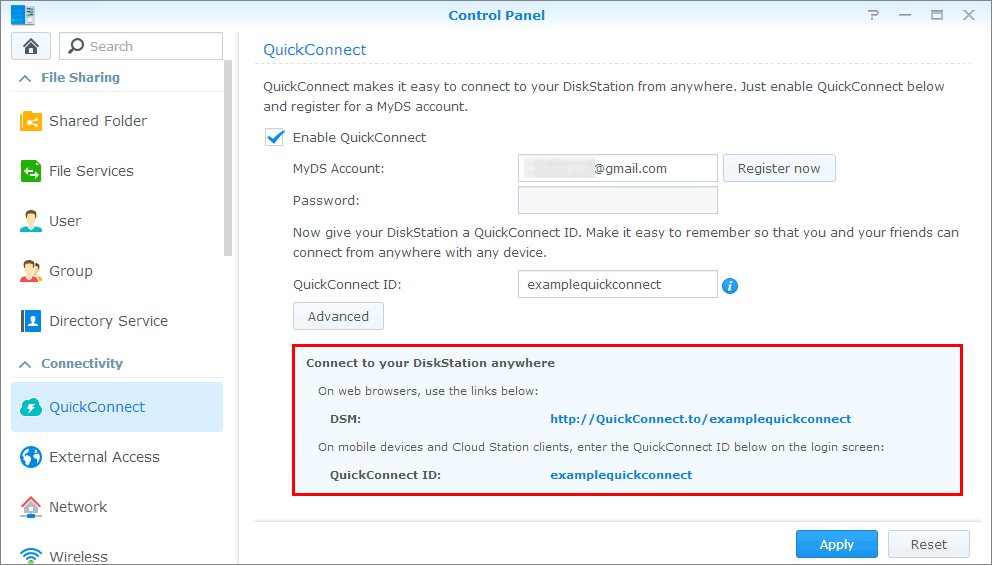 Control Panel
Search
File Sharing
Shared Folder
File Services
User
Group
Directory Service
Connectivity
QuickConnect
External Access
Network
Wireless
QuickConnect
QuickConnect makes it easy to connect to your DiskStation from anywhere. Just enable QuickConnect below
and register for a MyDS account.
Enable QuickConnect
MyDS Account: @gmail.com Register now
Password:
Now give your DiskStation a QuickConnect ID. Make it easy to remember so that you and your friends can
connect from anywhere with any device.
QuickConnect ID: examplequickconnect
Advanced
Connect to your DiskStation anywhere
On web browsers, use the links below:
DSM: http://QuickConnect.to/examplequickconnect
On mobile devices and Cloud Station clients, enter the QuickConnect ID below on the login screen:
QuickConnect ID: examplequickconnect
Apply Reset